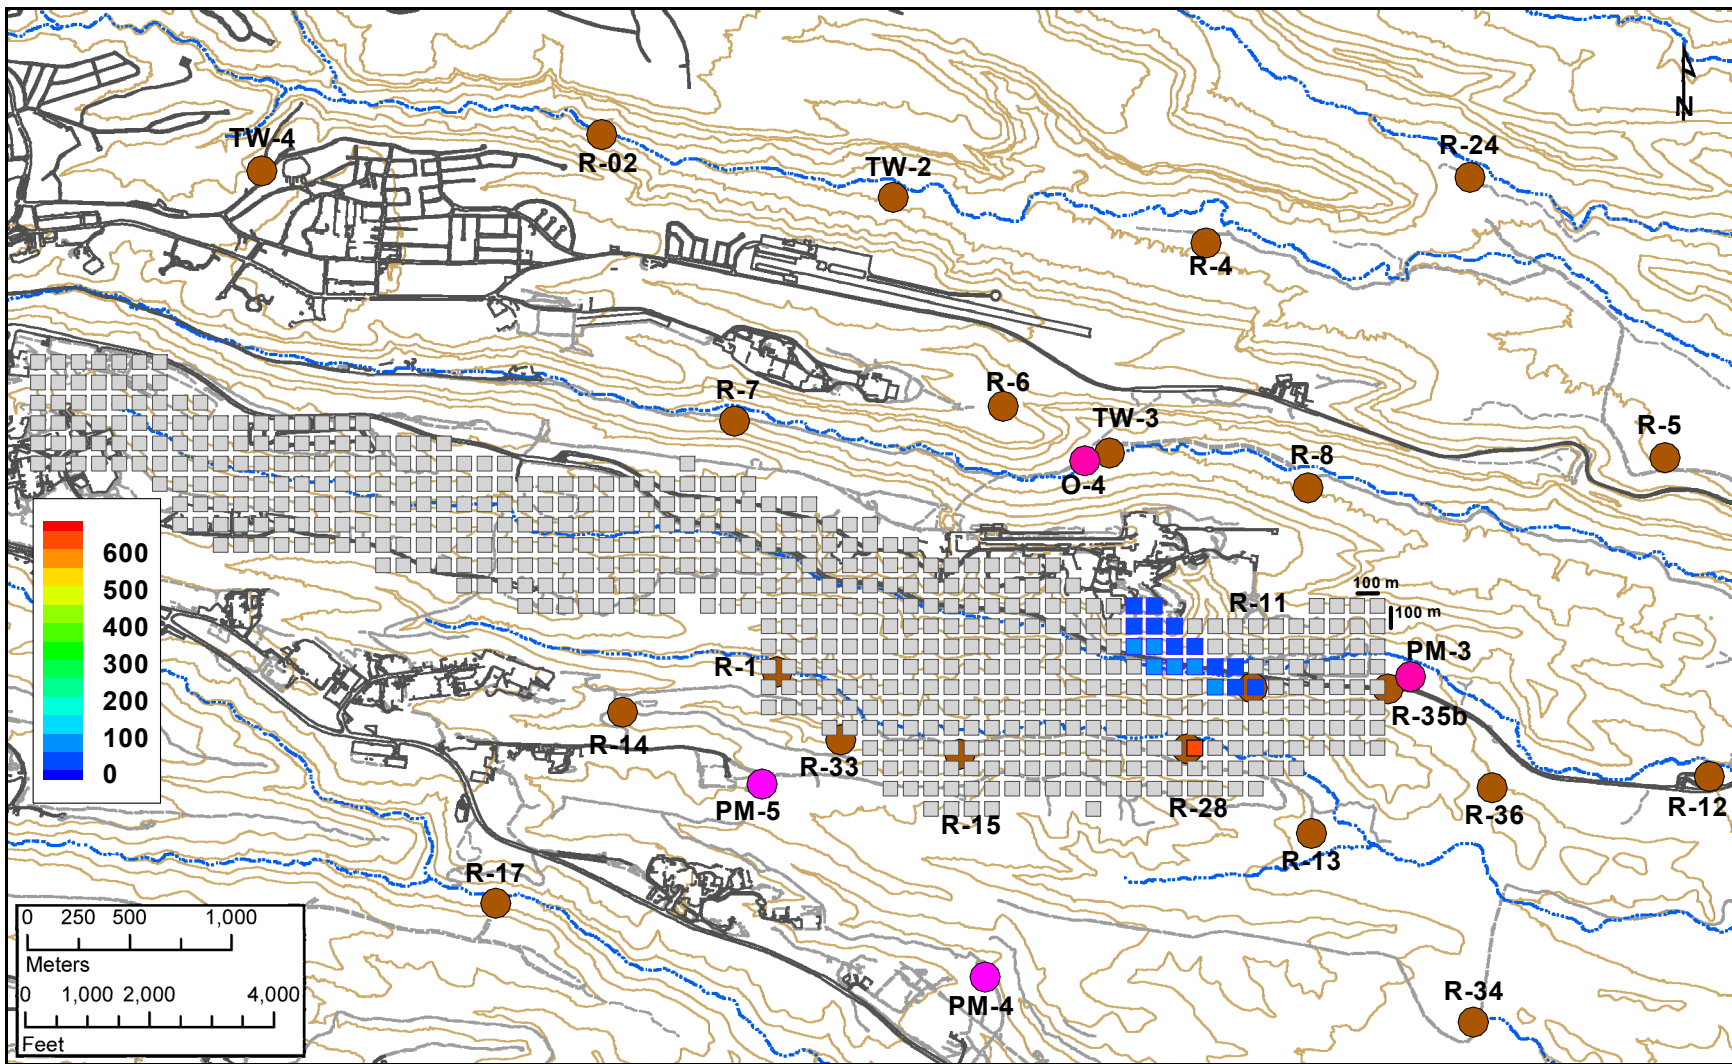 N
TW-4
R-02
TW-2
R-24
R-4
R-7
R-6
TW-3
O-4
R-8
R-5
600
500
400
300
200
100
0
100 m
100 m
R-11
R-1
PM-3
R-35b
R-14
R-33
PM-5
R-15
R-28
R-36
R-12
R-13
R-17
PM-4
R-34
0 250 500 1,000
Meters
0 1,000 2,000 4,000
Feet